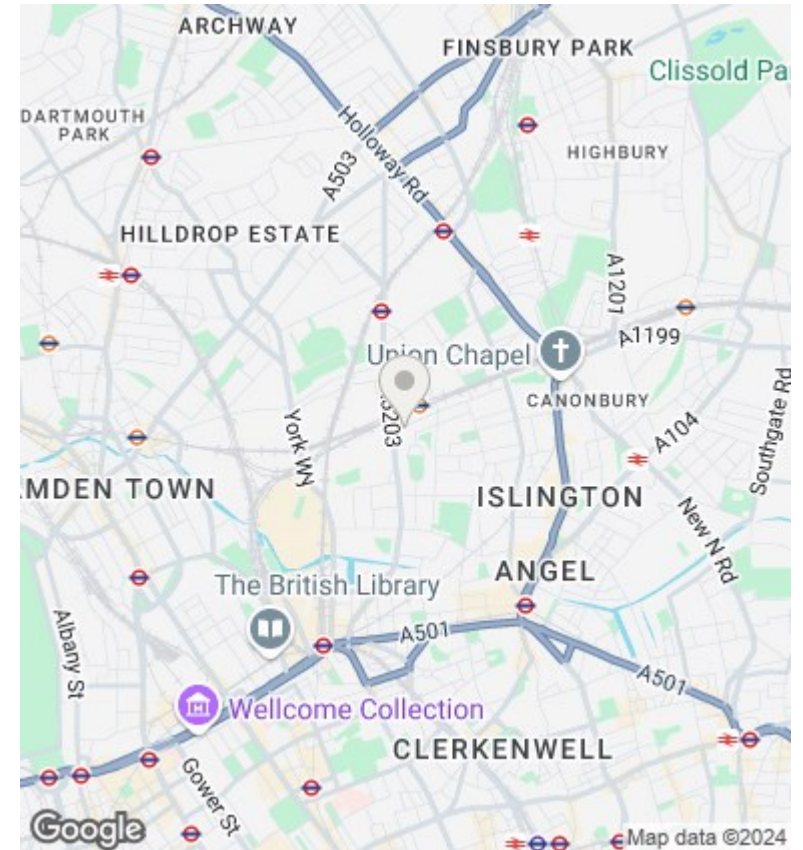 ARCHWAY
FINSBURY PARK
Clissold Pa
DARTMOUTH
PARK
Holloway Rd
A503
HIGHBURY
HILLDROP ESTATE
A1201
Union Chapel
A1199
CANONBURY
A5203
York Wy
A104
Southgate Rd
AMDEN TOWN
ISLINGTON
New N Rd
ANGEL
The British Library
A501
Albany St
A501
Wellcome Collection
CLERKENWELL
Gower St
Google
Map data ©2024